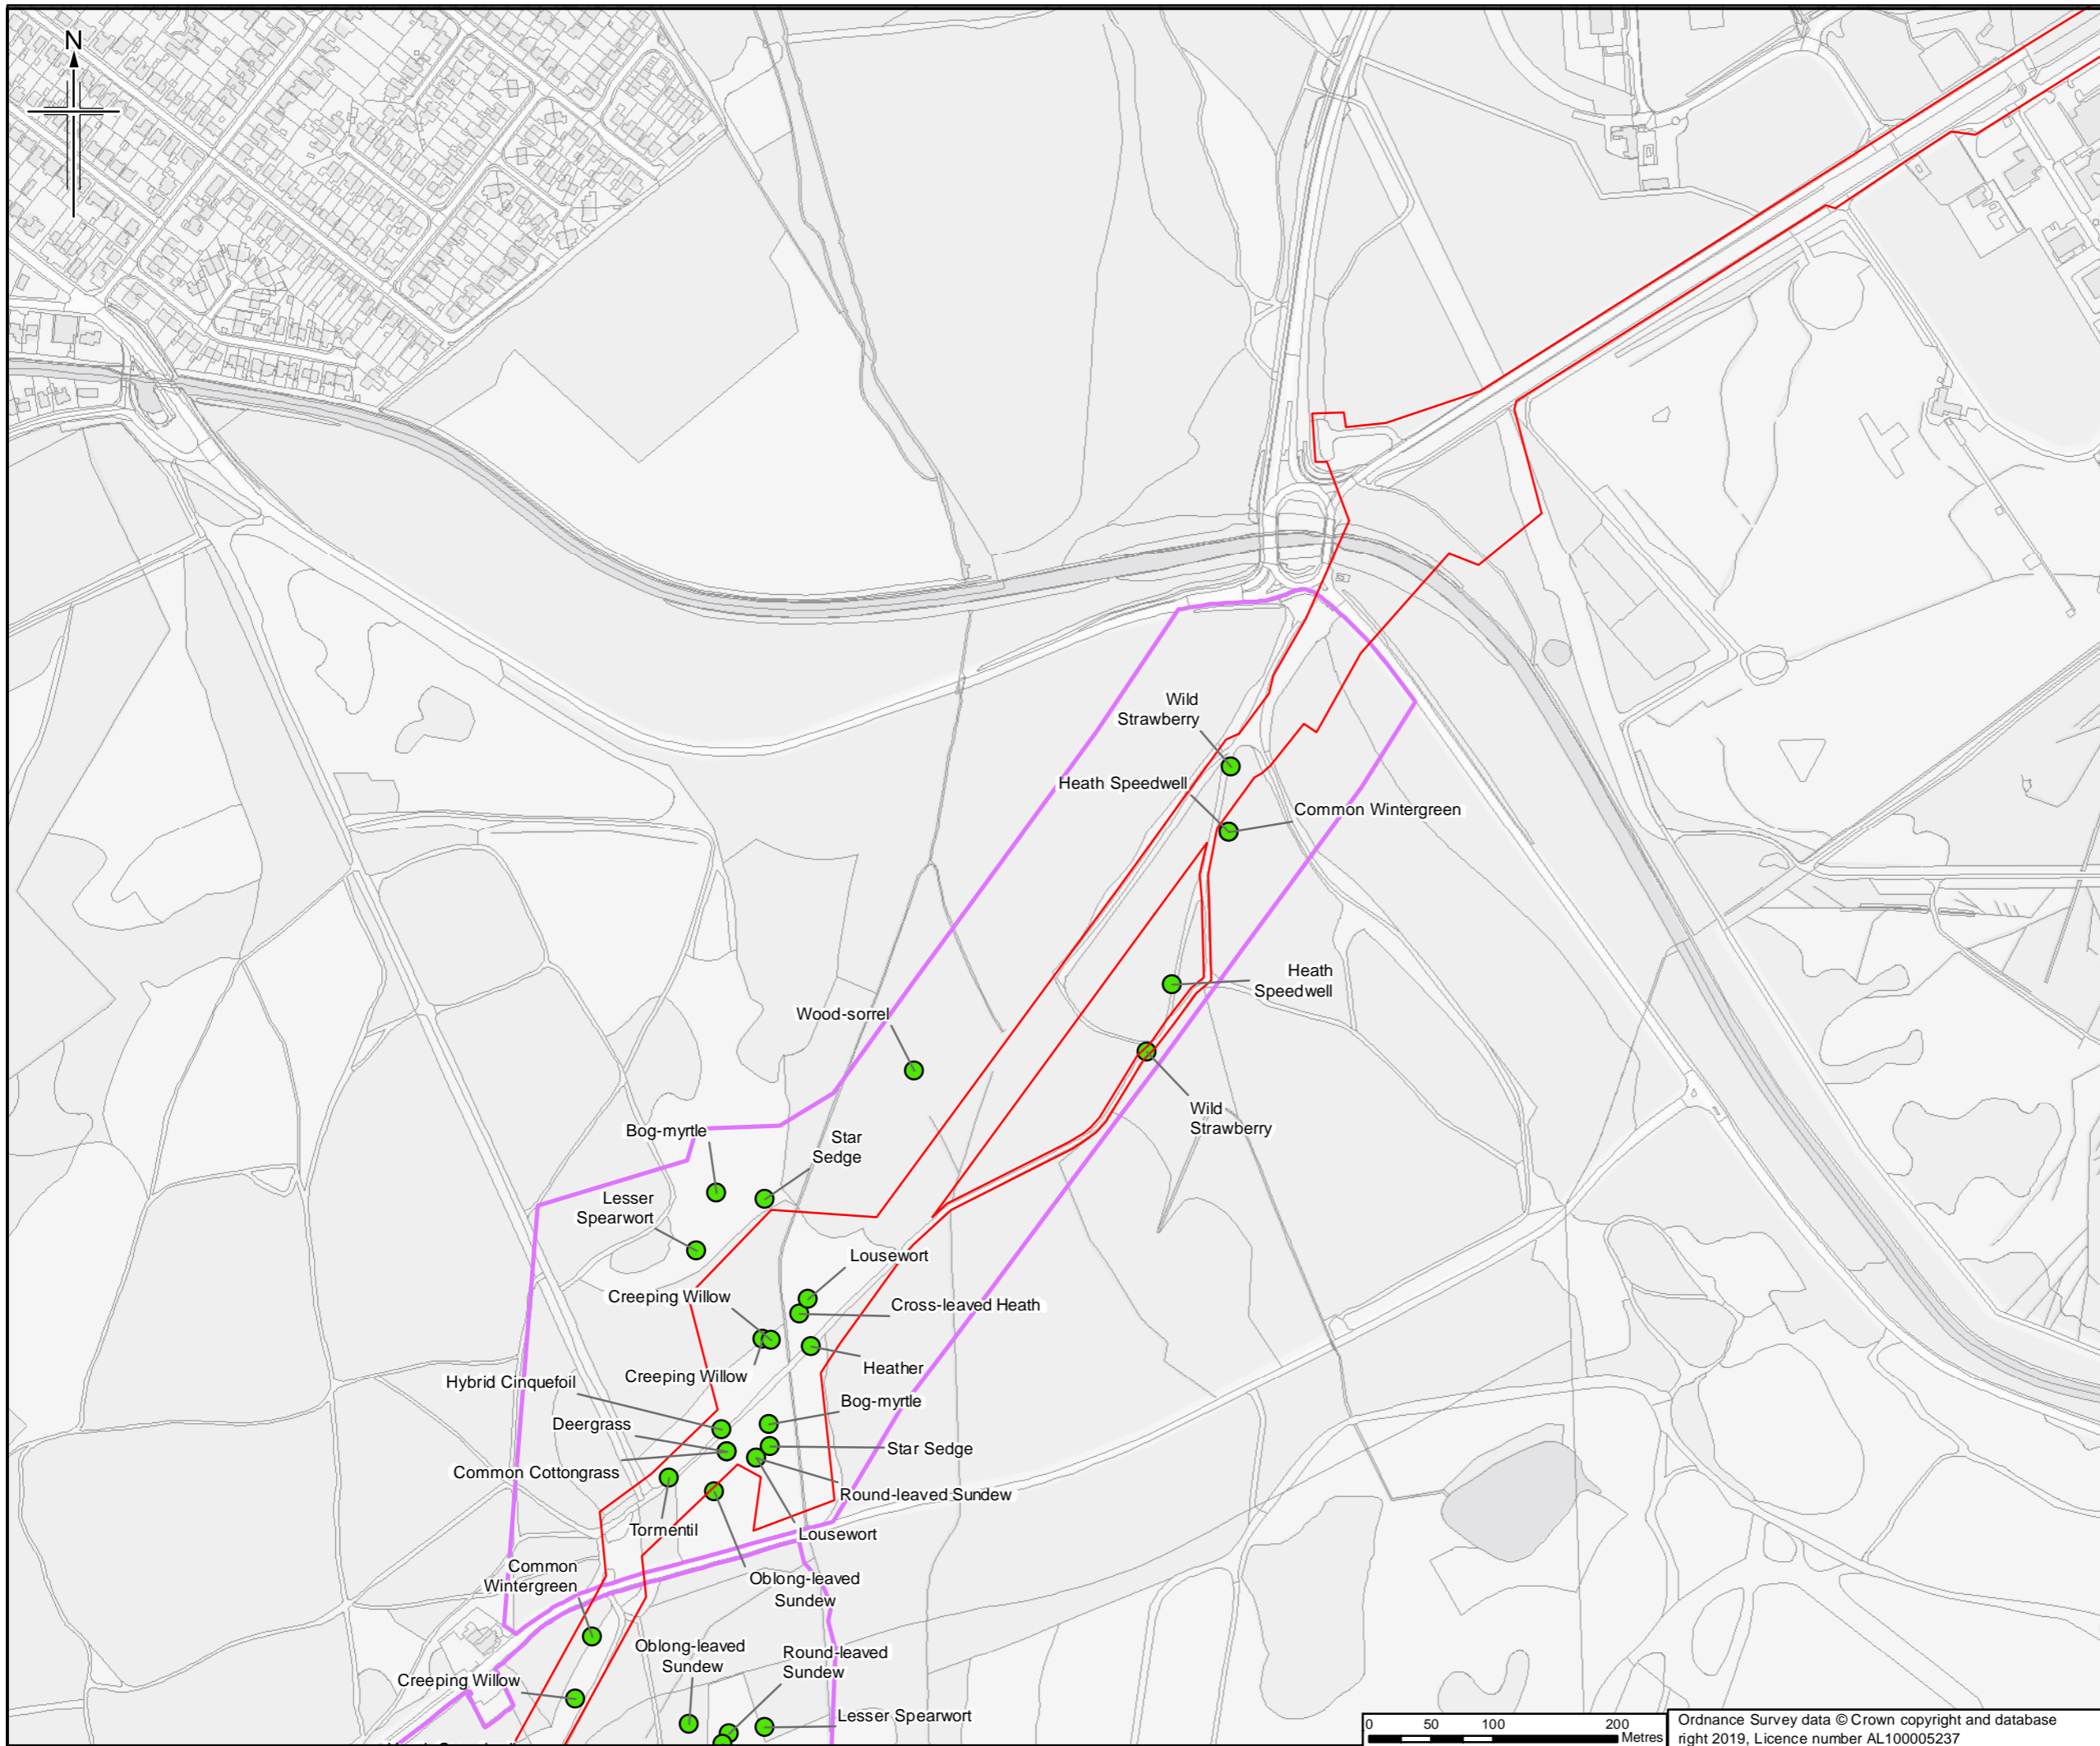 N
Wild
Strawberry
Heath Speedwell
Common Wintergreen
Heath
Speedwell
Wood-sorrel
Wild
Strawberry
Bog-myrtle
Star
Sedge
Lesser
Spearwort
Lousewort
Creeping Willow
Cross-leaved Heath
Heather
Creeping Willow
Hybrid Cinquefoil
Bog-myrtle
Deergrass
Star Sedge
Common Cottongrass
Round-leaved Sundew
Tormentil
Lousewort
Common
Wintergreen
Oblong-leaved
Sundew
Oblong-leaved
Sundew
Round-leaved
Sundew
Creeping Willow
Lesser Spearwort
0 50 100 200
Metres
Ordnance Survey data © Crown copyright and database
right 2019, Licence number AL100005237